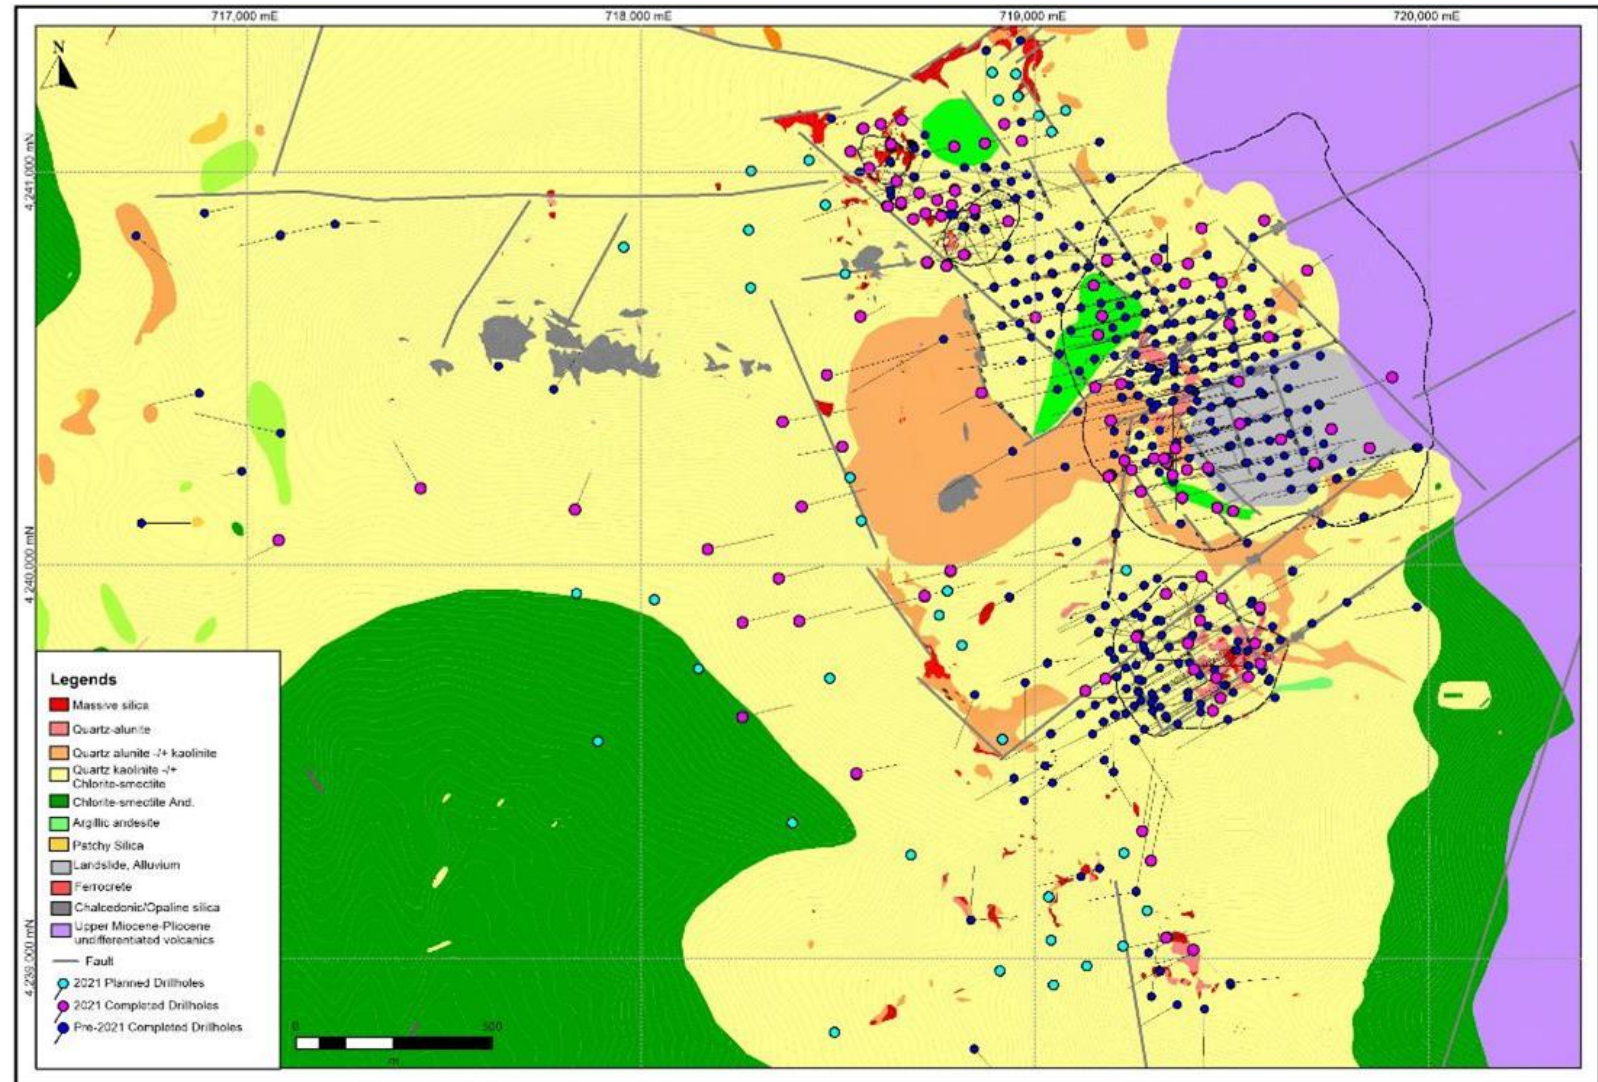 717,000 mE
718,000 mE
719,000 mE
720,000 mE
N
4,241,000 mN
4,240,000 mN
4,239,000 mN
Legends
Massive silica
Quartz-alunite
Quartz alunite -/+ kaolinite
Quartz kaolinite -/+
Chlorite-smectite
Chlorite-smectite And.
Argillic andesite
Patchy Silica
Landslide, Alluvium
Ferrocrete
Chalcedonic/Opaline silica
Upper Miocene-Pliocene
undifferentiated volcanics
Fault
2021 Planned Drillholes
2021 Completed Drillholes
Pre-2021 Completed Drillholes
0
500
m